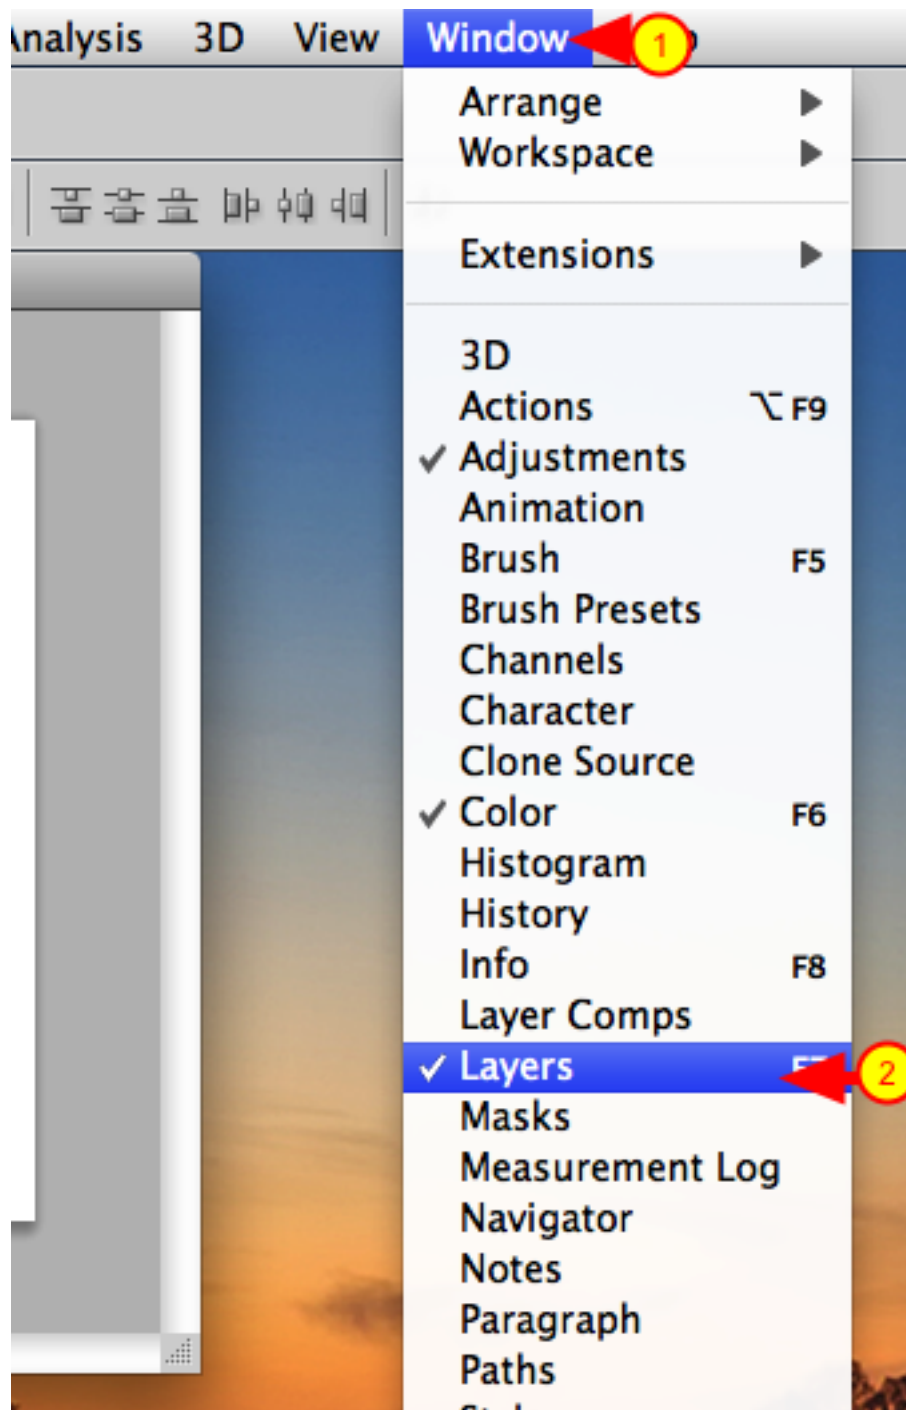 nalysis 3D View Window 1 p
Arrange
Workspace
Extensions
3D
Actions ⌥ F9
✓ Adjustments
Animation
Brush F5
Brush Presets
Channels
Character
Clone Source
✓ Color F6
Histogram
History
Info F8
Layer Comps
✓ Layers 2
Masks
Measurement Log
Navigator
Notes
Paragraph
Paths